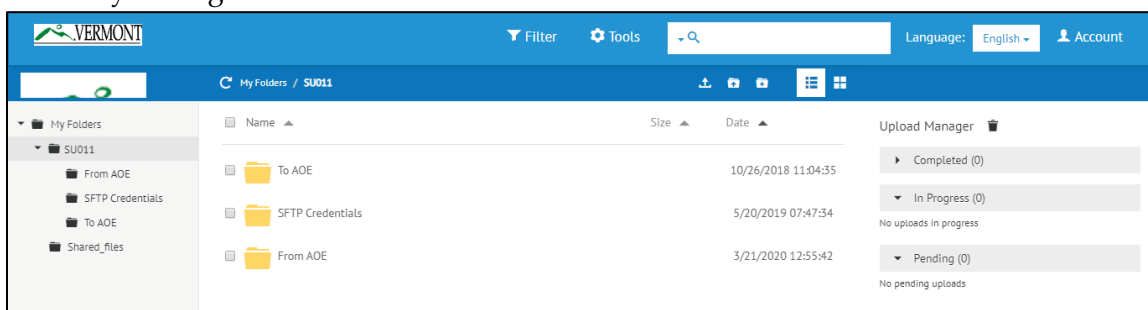 VERMONT
Filter
Tools
Language:
English
Account
My Folders / SU011
My Folders
SU011
From AOE
SFTP Credentials
To AOE
Shared_files
Name
Size
Date
To AOE
10/26/2018 11:04:35
SFTP Credentials
5/20/2019 07:47:34
From AOE
3/21/2020 12:55:42
Upload Manager
Completed (0)
In Progress (0)
No uploads in progress
Pending (0)
No pending uploads